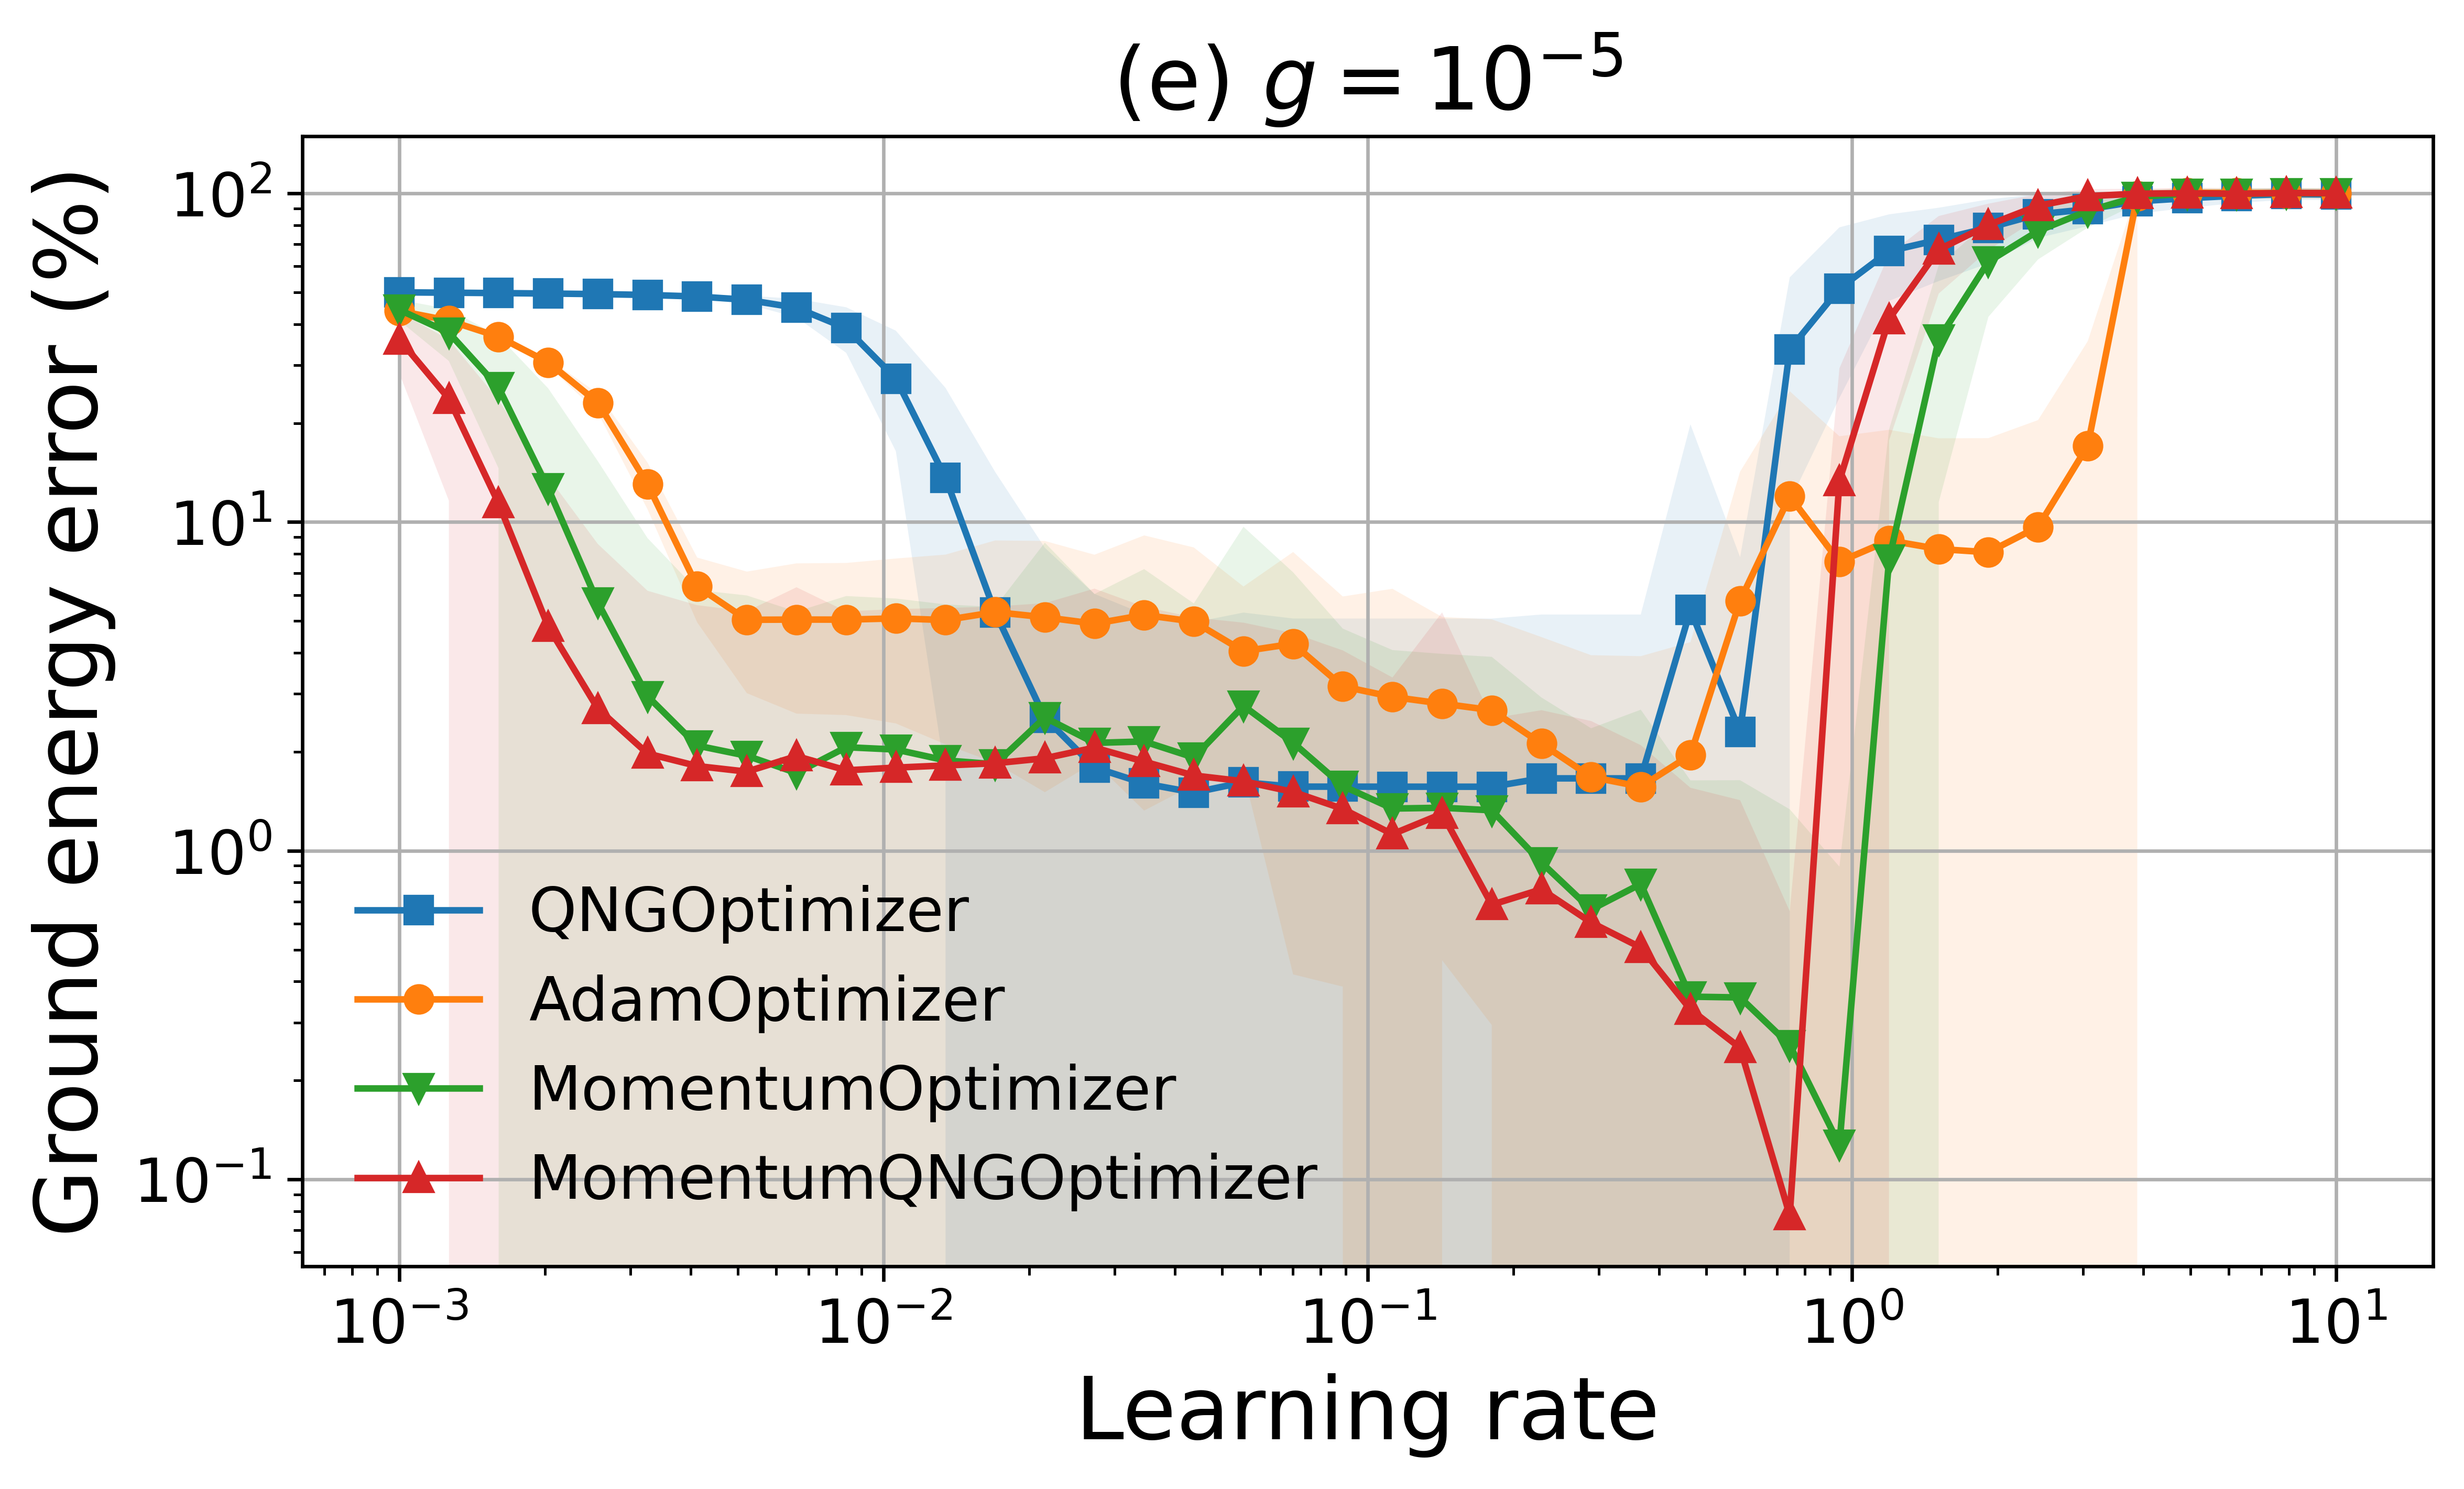 (e) g = 10⁻⁵
Ground energy error (%)
10²
10¹
10⁰
10⁻¹
QNGOptimizer
AdamOptimizer
MomentumOptimizer
MomentumQNGOptimizer
10⁻³ 10⁻² 10⁻¹ 10⁰ 10¹
Learning rate